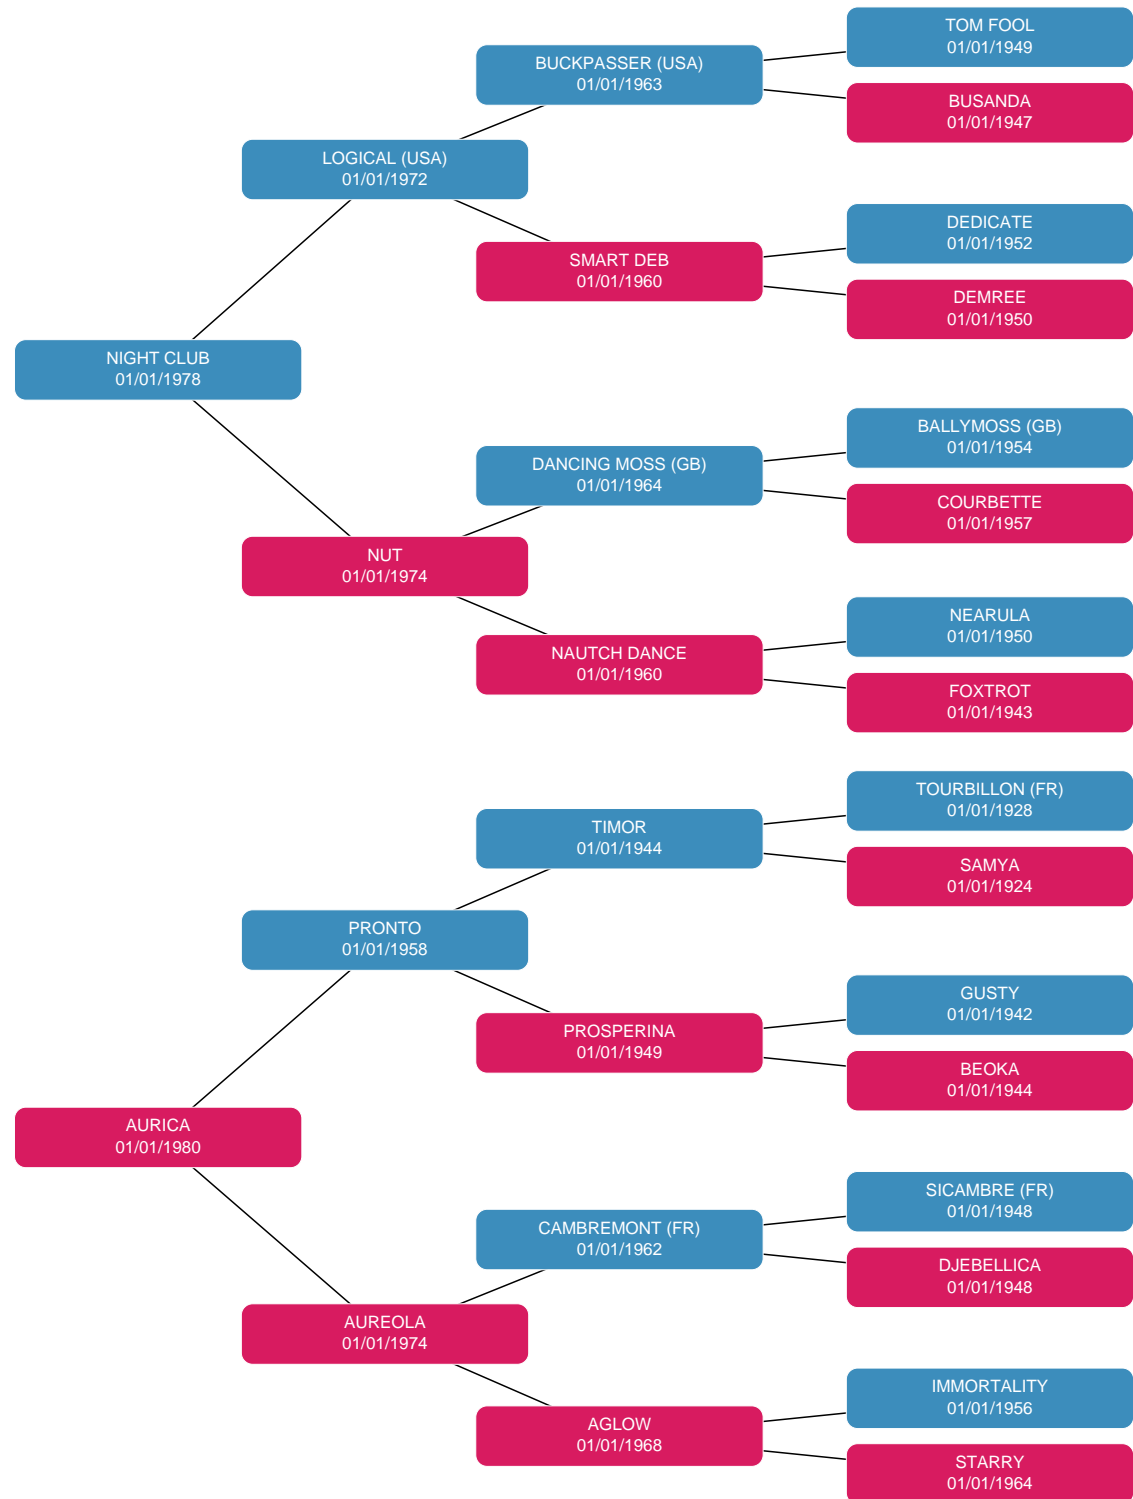 TOM FOOL
01/01/1949
BUCKPASSER (USA)
01/01/1963
BUSANDA
01/01/1947
LOGICAL (USA)
01/01/1972
DEDICATE
01/01/1952
SMART DEB
01/01/1960
DEMREE
01/01/1950
NIGHT CLUB
01/01/1978
BALLYMOSS (GB)
01/01/1954
DANCING MOSS (GB)
01/01/1964
COURBETTE
01/01/1957
NUT
01/01/1974
NEARULA
01/01/1950
NAUTCH DANCE
01/01/1960
FOXTROT
01/01/1943
TOURBILLON (FR)
01/01/1928
TIMOR
01/01/1944
SAMYA
01/01/1924
PRONTO
01/01/1958
GUSTY
01/01/1942
PROSPERINA
01/01/1949
BEOKA
01/01/1944
AURICA
01/01/1980
SICAMBRE (FR)
01/01/1948
CAMBREMONT (FR)
01/01/1962
DJEBELLICA
01/01/1948
AUREOLA
01/01/1974
IMMORTALITY
01/01/1956
AGLOW
01/01/1968
STARRY
01/01/1964